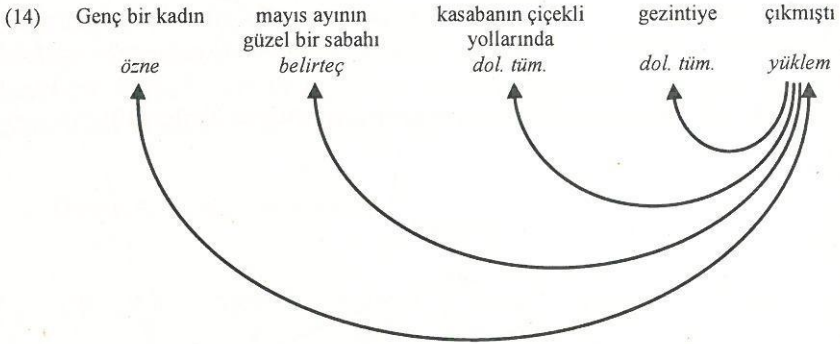 (14) Genç bir kadın mayıs ayının kasabanın çiçekli gezintiye çıkmıştı
güzel bir sabahı yollarında
özne belirteç dol. tüm. dol. tüm. yüklem